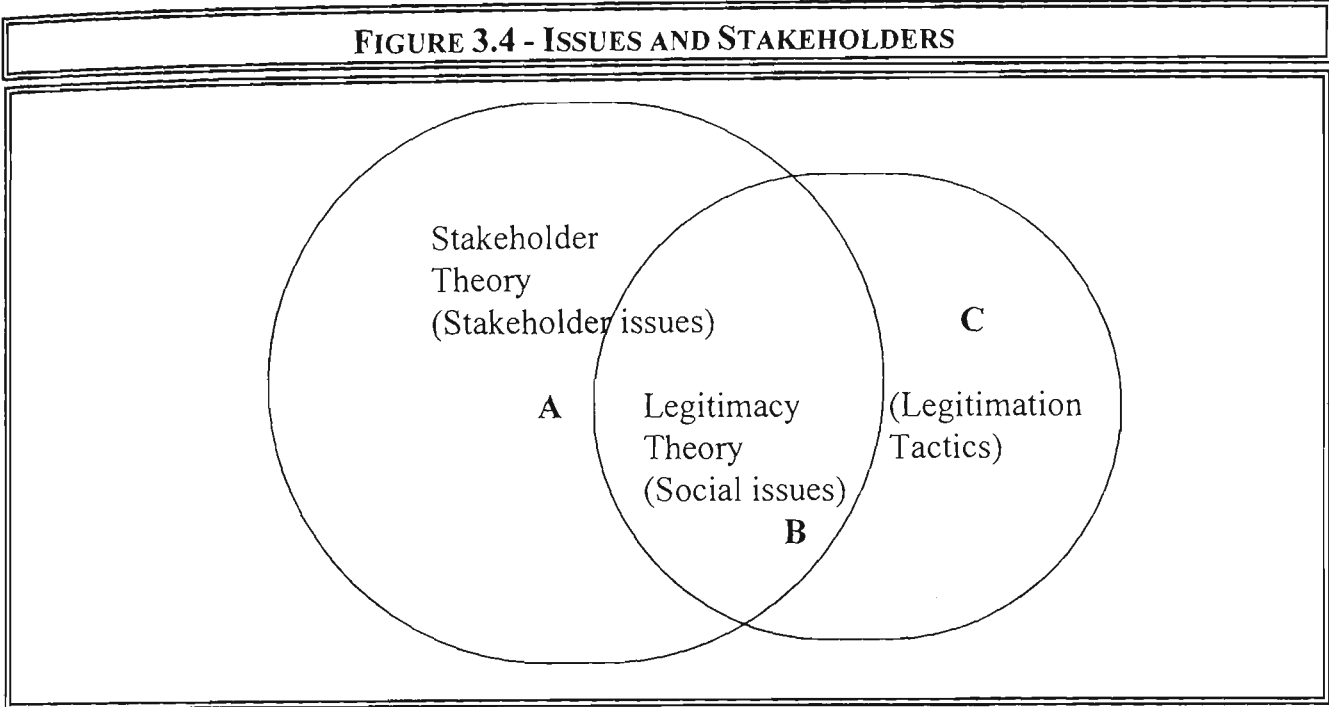 FIGURE 3.4 - ISSUES AND STAKEHOLDERS
Stakeholder
Theory
(Stakeholder issues)
A
Legitimacy
Theory
(Social issues)
B
C
(Legitimation
Tactics)